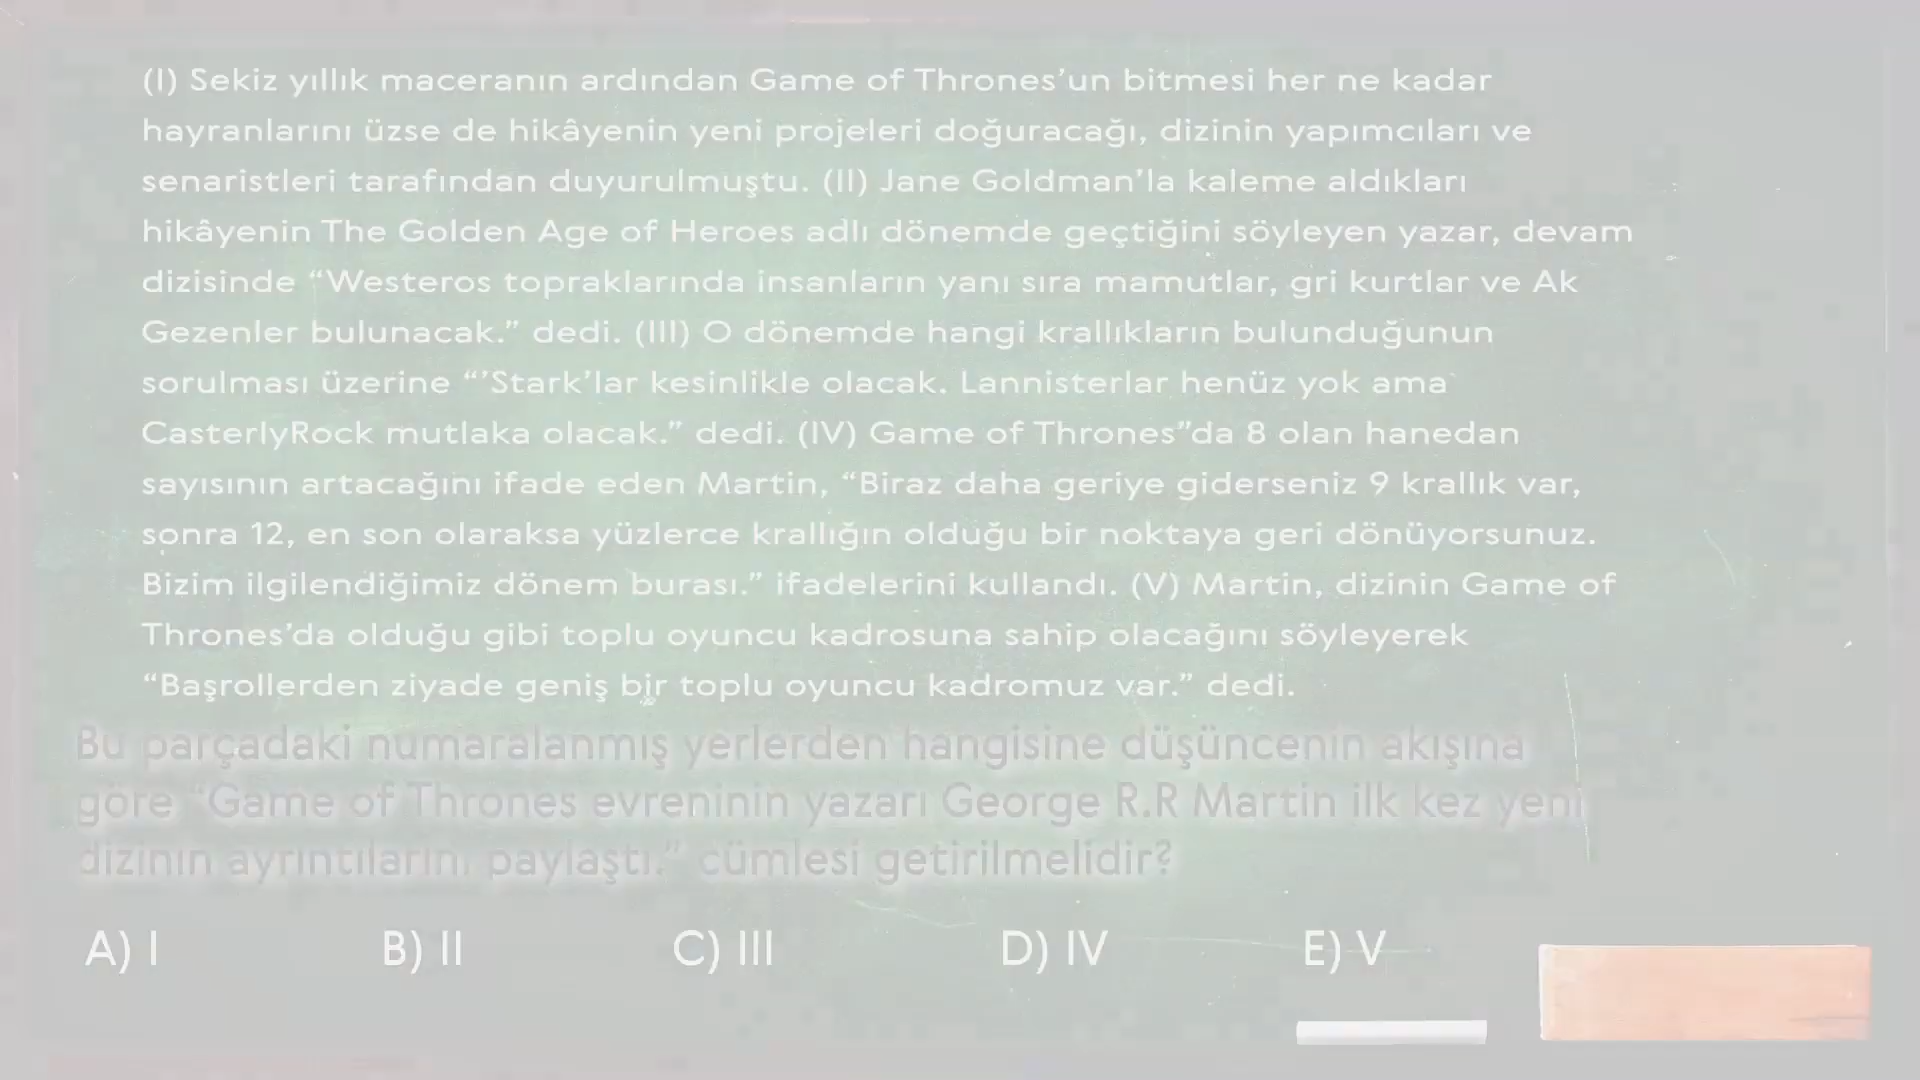 (I) Sekiz yıllık maceranın ardından Game of Thrones’un bitmesi her ne kadar
hayranlarını üzse de hikâyenin yeni projeleri doğuracağı, dizinin yapımcıları ve
senaristleri tarafından duyurulmuştu. (II) Jane Goldman’la kaleme aldıkları
hikâyenin The Golden Age of Heroes adlı dönemde geçtiğini söyleyen yazar, devam
dizisinde “Westeros topraklarında insanların yanı sıra mamutlar, gri kurtlar ve Ak
Gezenler bulunacak.” dedi. (III) O dönemde hangi krallıkların bulunduğunun
sorulması üzerine “’Stark’lar kesinlikle olacak. Lannisterlar henüz yok ama
CasterlyRock mutlaka olacak.” dedi. (IV) Game of Thrones”da 8 olan hanedan
sayısının artacağını ifade eden Martin, “Biraz daha geriye giderseniz 9 krallık var,
sonra 12, en son olaraksa yüzlerce krallığın olduğu bir noktaya geri dönüyorsunuz.
Bizim ilgilendiğimiz dönem burası.” ifadelerini kullandı. (V) Martin, dizinin Game of
Thrones’da olduğu gibi toplu oyuncu kadrosuna sahip olacağını söyleyerek
“Başrollerden ziyade geniş bir toplu oyuncu kadromuz var.” dedi.
Bu parçadaki numaralanmış yerlerden hangisine düşüncenin akışına
göre “Game of Thrones evreninin yazarı George R.R Martin ilk kez yeni
dizinin ayrıntılarını paylaştı.” cümlesi getirilmelidir?
A) I B) II C) III D) IV E) V